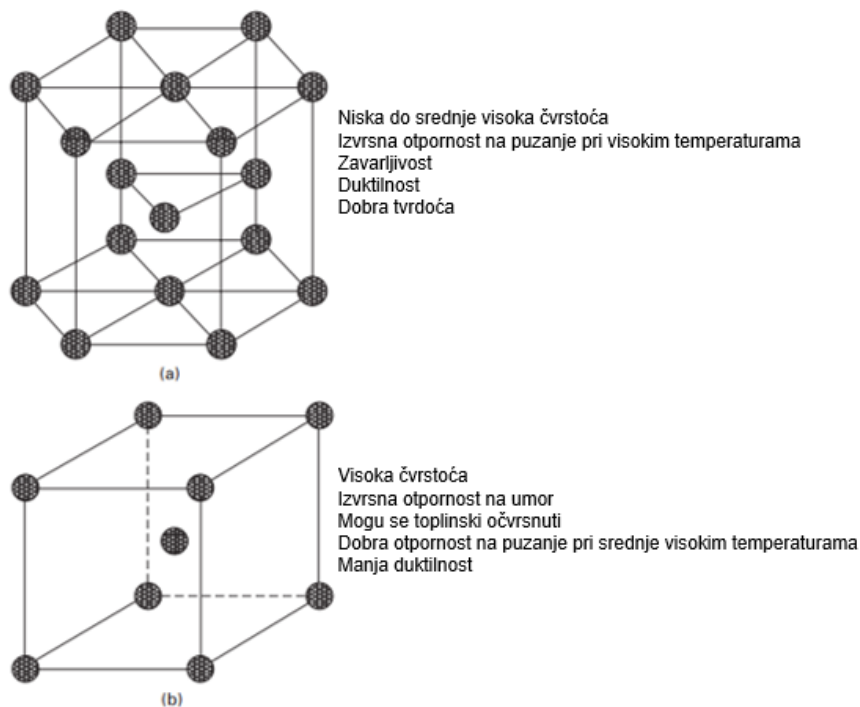 Niska do srednje visoka čvrstoća
Izvrsna otpornost na puzanje pri visokim temperaturama
Zavarljivost
Duktilnost
Dobra tvrdoća
(a)
Visoka čvrstoća
Izvrsna otpornost na umor
Mogu se toplinski očvrsnuti
Dobra otpornost na puzanje pri srednje visokim temperaturama
Manja duktilnost
(b)